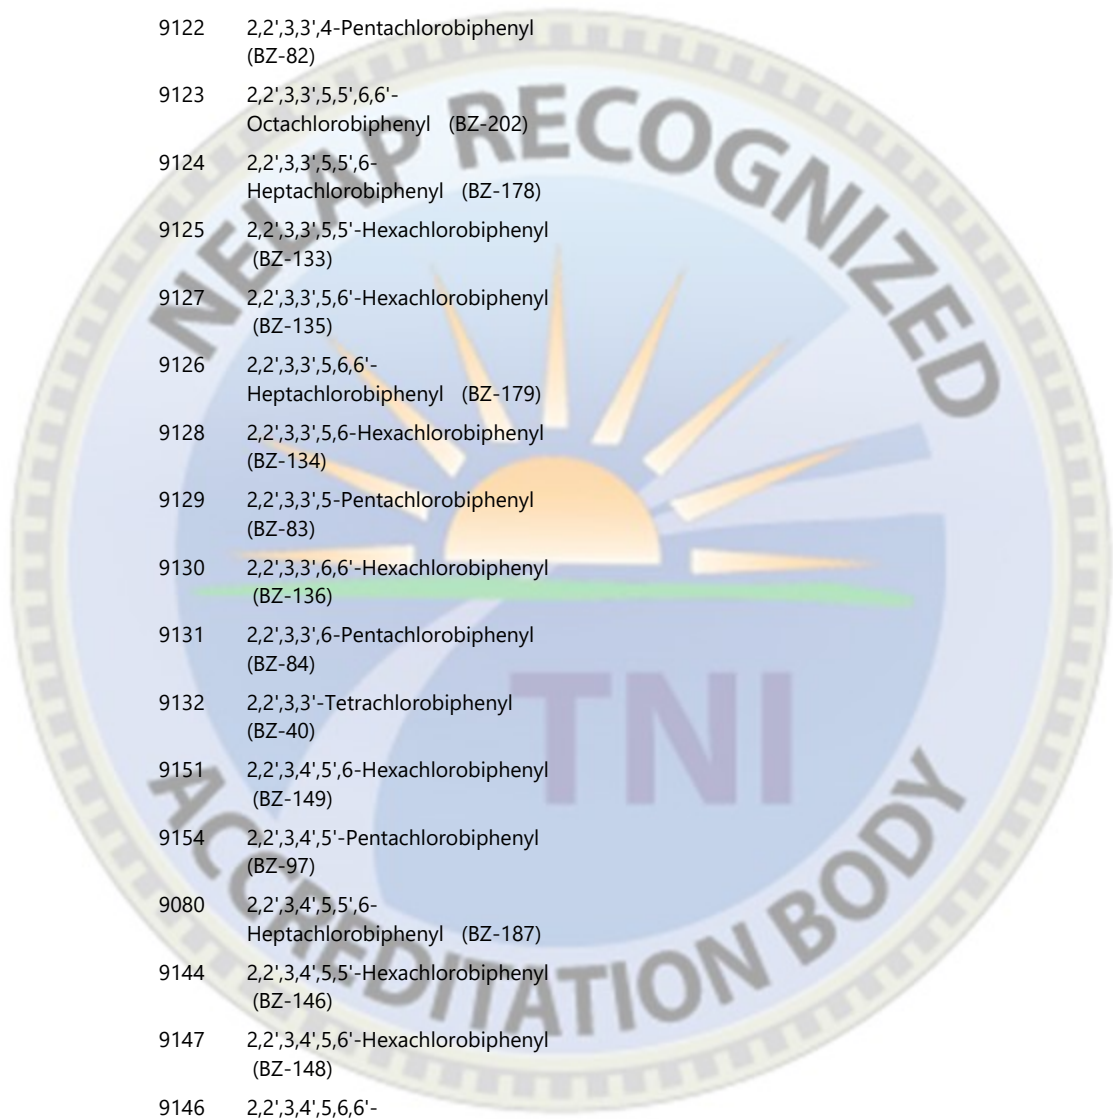 9122 2,2',3,3',4-Pentachlorobiphenyl
(BZ-82)
9123 2,2',3,3',5,5',6,6'-
Octachlorobiphenyl (BZ-202)
9124 2,2',3,3',5,5',6-
Heptachlorobiphenyl (BZ-178)
9125 2,2',3,3',5,5'-Hexachlorobiphenyl
(BZ-133)
9127 2,2',3,3',5,6'-Hexachlorobiphenyl
(BZ-135)
9126 2,2',3,3',5,6,6'-
Heptachlorobiphenyl (BZ-179)
9128 2,2',3,3',5,6-Hexachlorobiphenyl
(BZ-134)
9129 2,2',3,3',5-Pentachlorobiphenyl
(BZ-83)
9130 2,2',3,3',6,6'-Hexachlorobiphenyl
(BZ-136)
9131 2,2',3,3',6-Pentachlorobiphenyl
(BZ-84)
9132 2,2',3,3'-Tetrachlorobiphenyl
(BZ-40)
9151 2,2',3,4',5',6-Hexachlorobiphenyl
(BZ-149)
9154 2,2',3,4',5'-Pentachlorobiphenyl
(BZ-97)
9080 2,2',3,4',5,5',6-
Heptachlorobiphenyl (BZ-187)
9144 2,2',3,4',5,5'-Hexachlorobiphenyl
(BZ-146)
9147 2,2',3,4',5,6'-Hexachlorobiphenyl
(BZ-148)
9146 2,2',3,4',5,6,6'-
NELAP RECOGNIZED
TNI
ACCREDITATION BODY